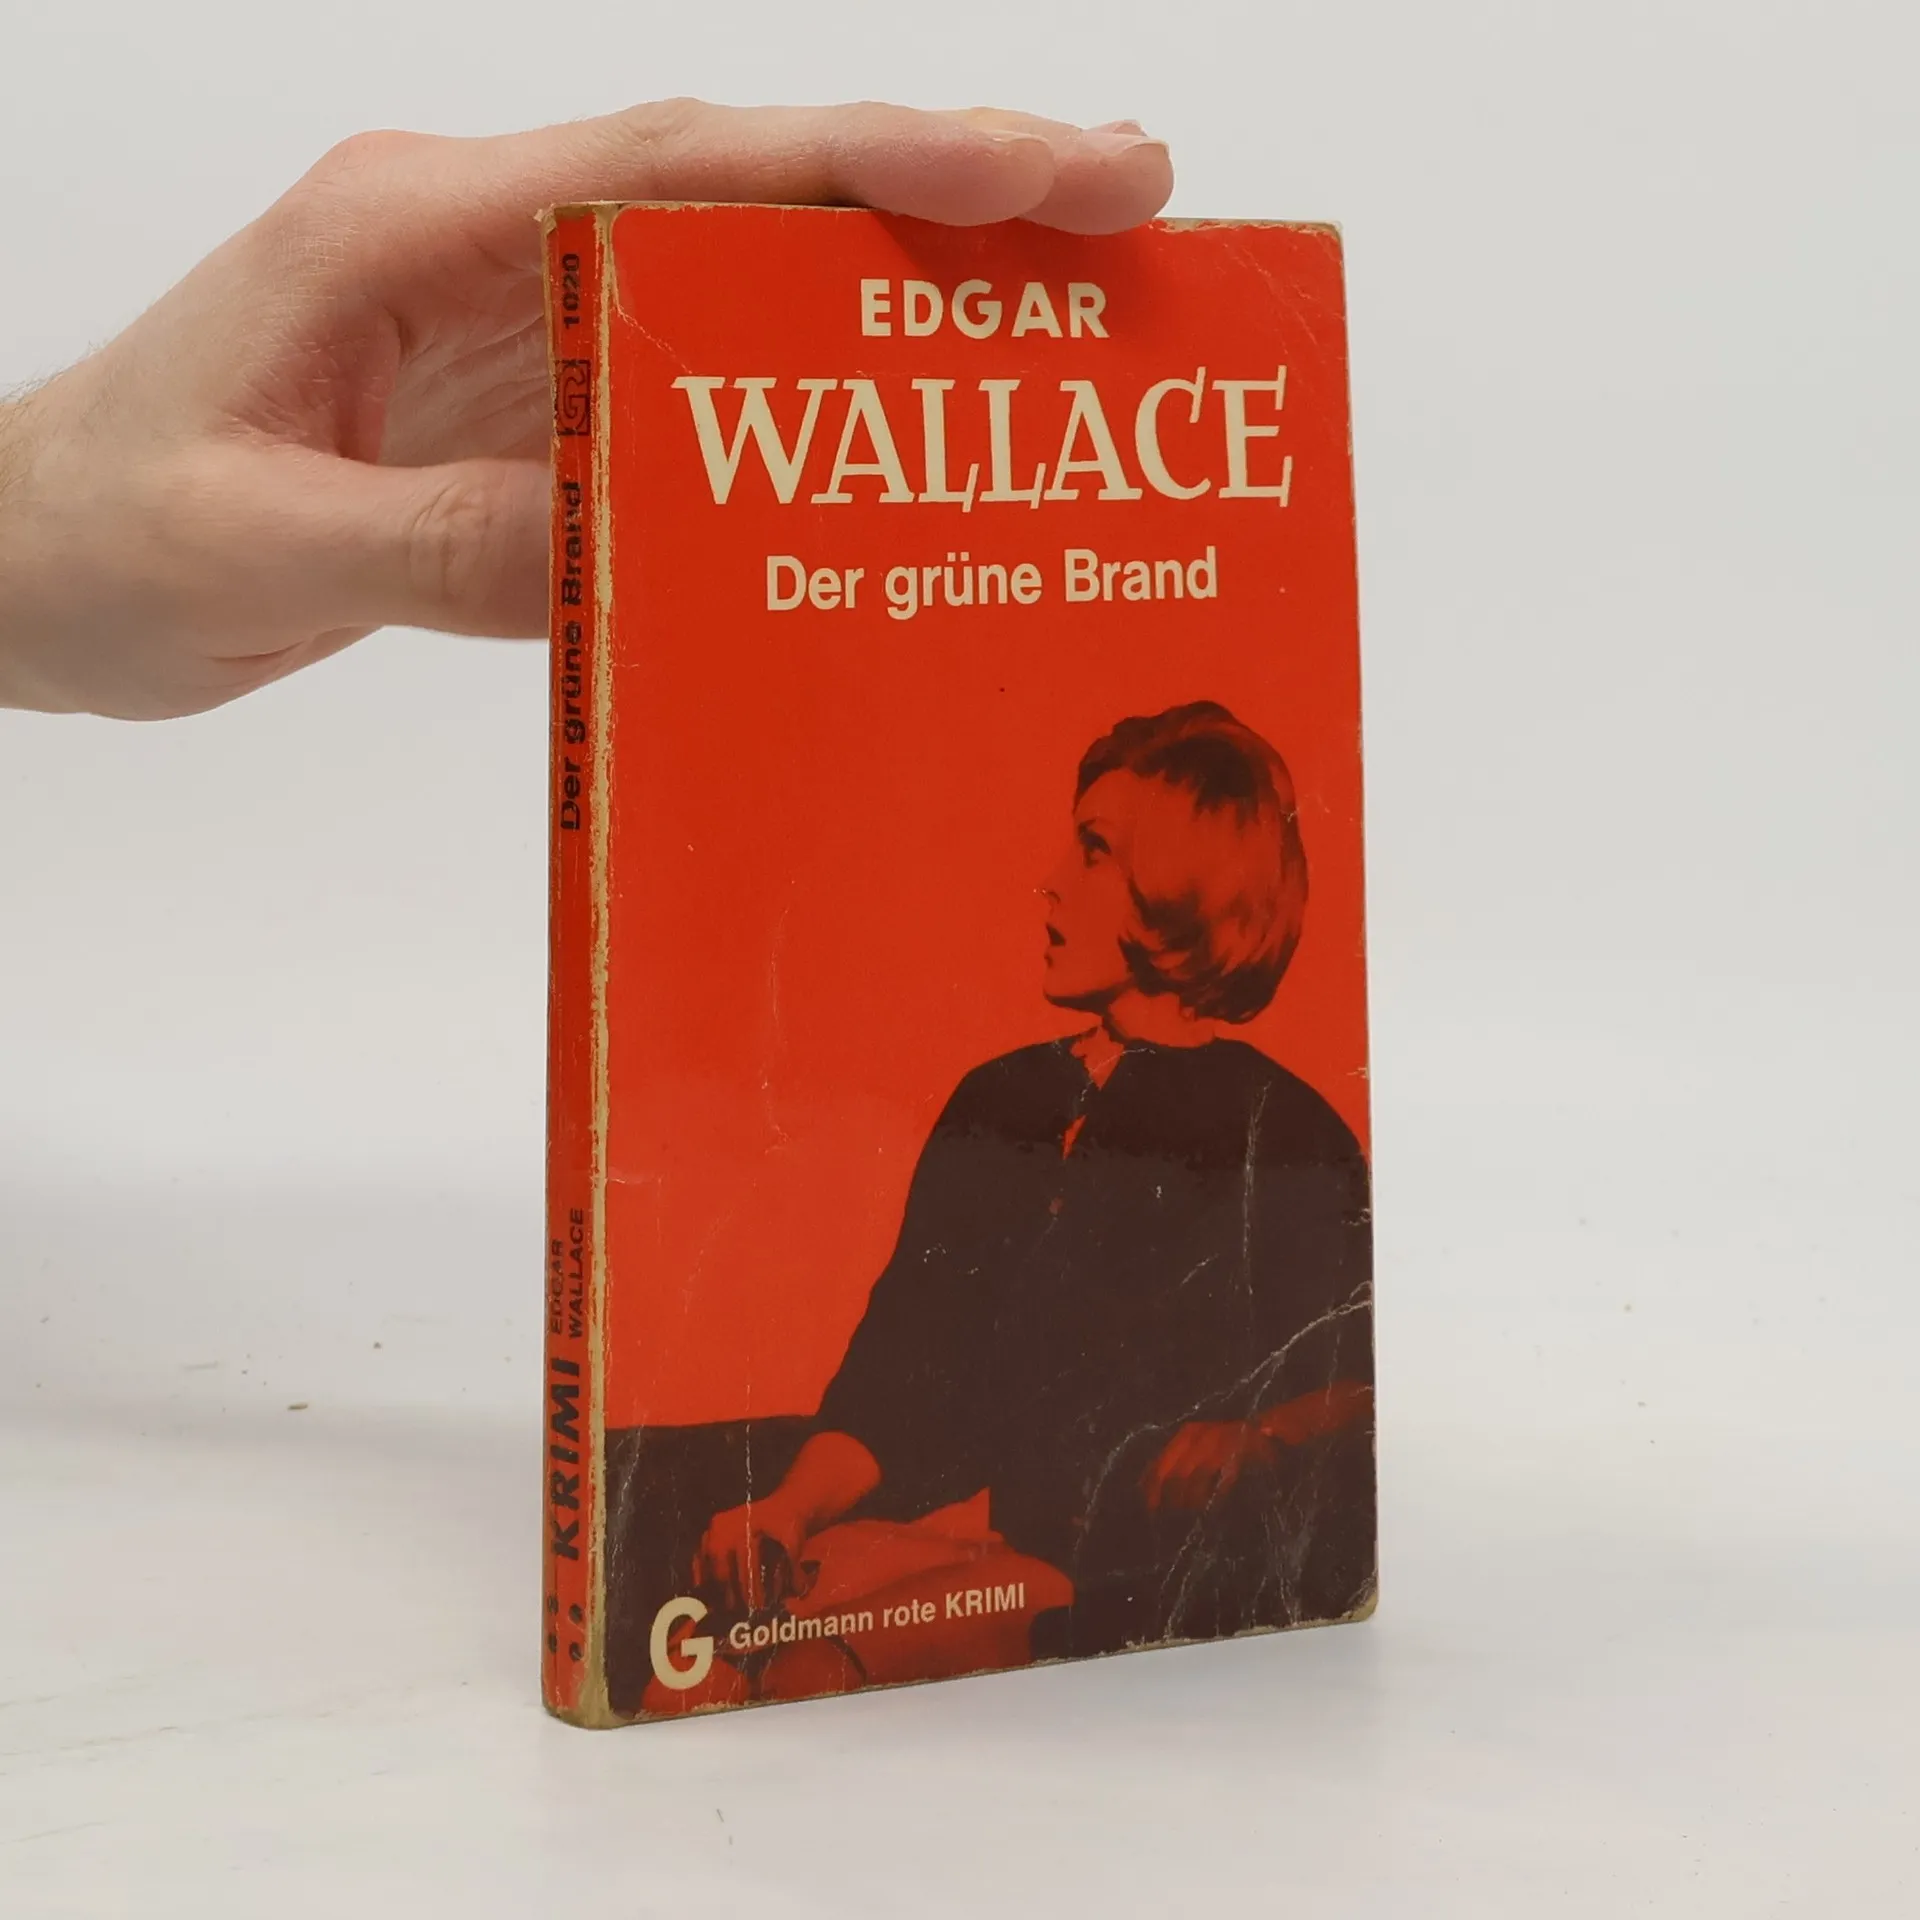 EDGAR
WALLACE
Der grüne Brand
G Goldmann rote KRIMI
KRIMI
EDGAR
WALLACE
Der grüne Brand
G
1020